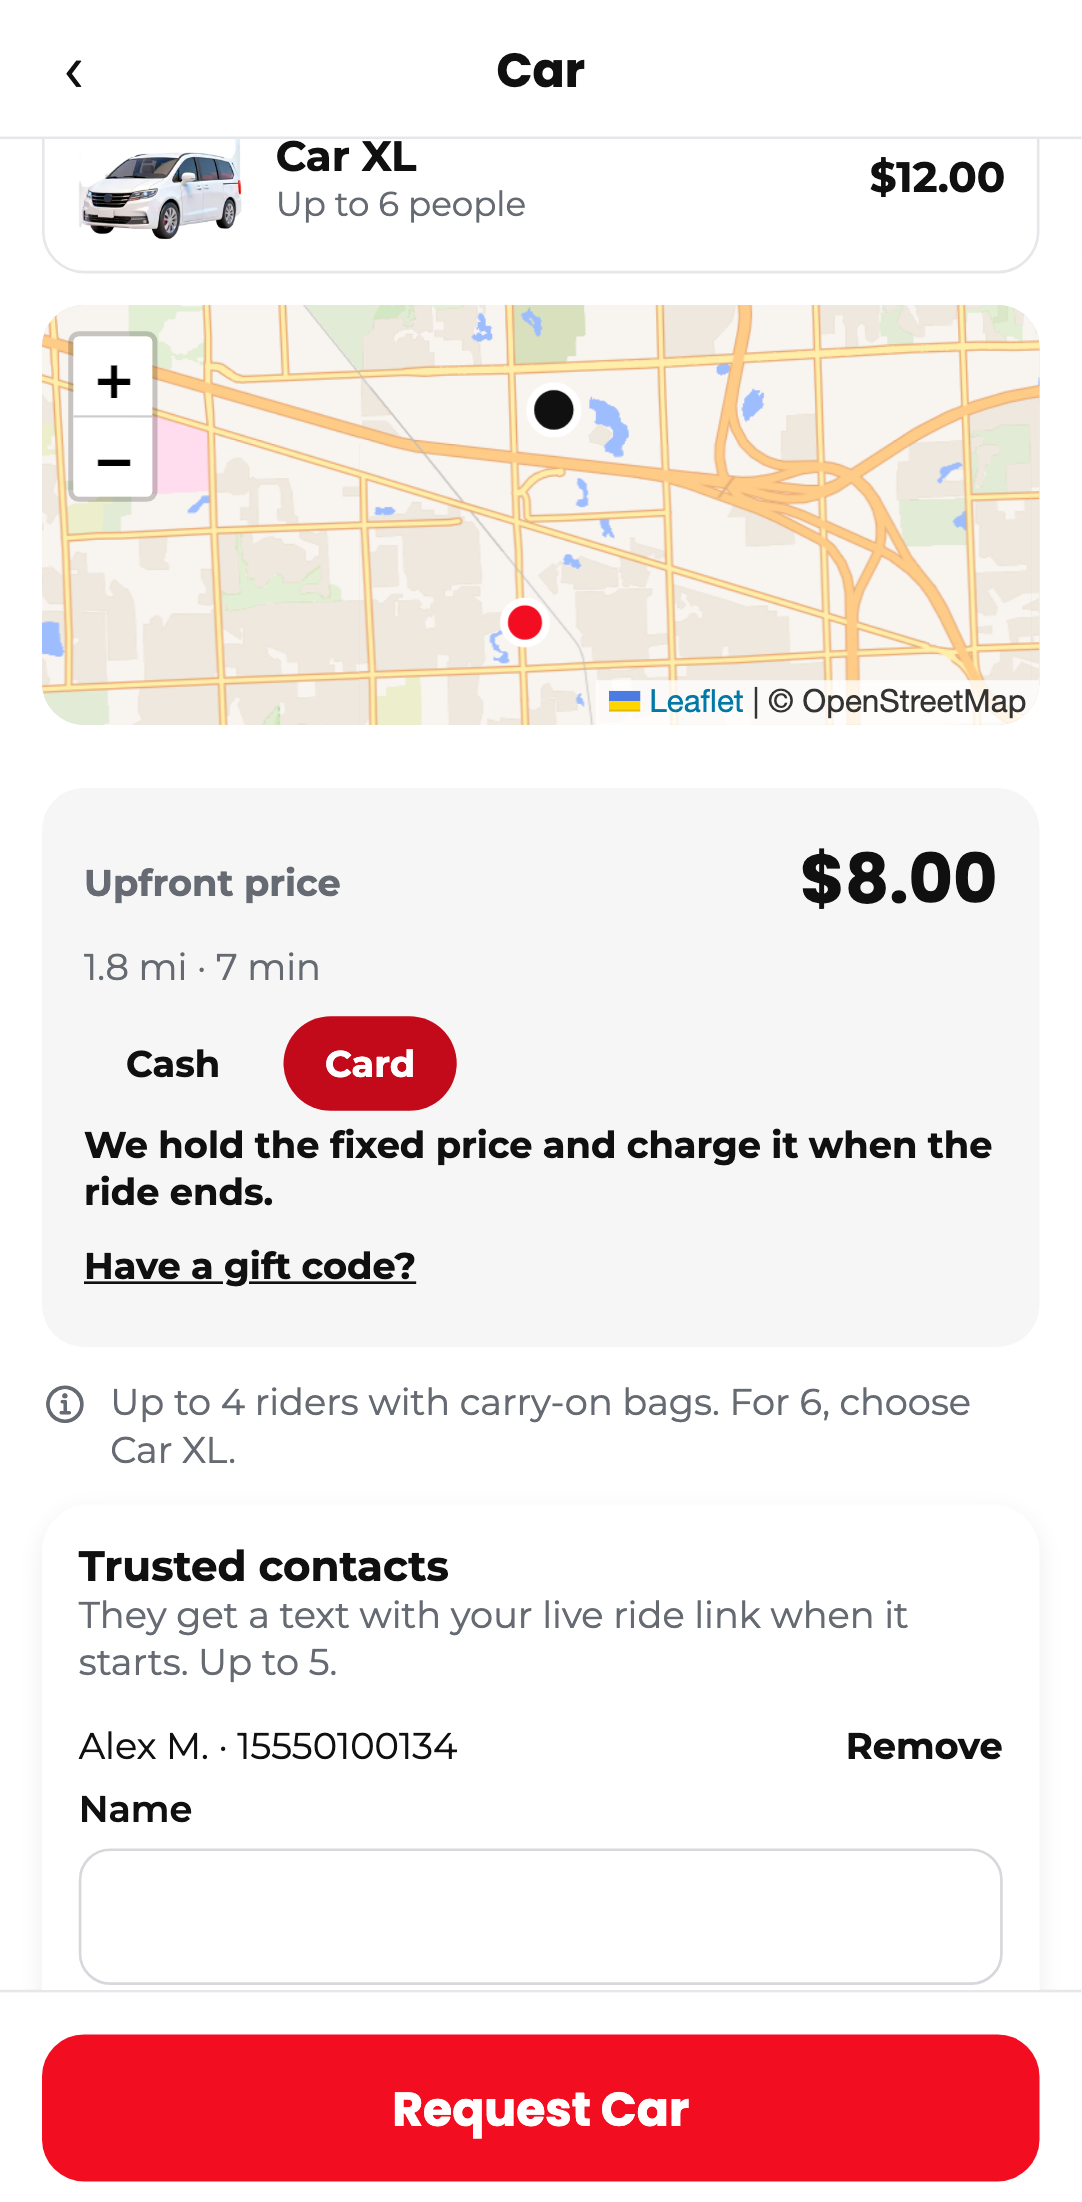 Car
Car XL
Up to 6 people
$12.00
+
−
Leaflet | © OpenStreetMap
Upfront price
$8.00
1.8 mi · 7 min
Cash
Card
We hold the fixed price and charge it when the
ride ends.
Have a gift code?
Up to 4 riders with carry-on bags. For 6, choose
Car XL.
Trusted contacts
They get a text with your live ride link when it
starts. Up to 5.
Alex M. · 15550100134
Remove
Name
Request Car